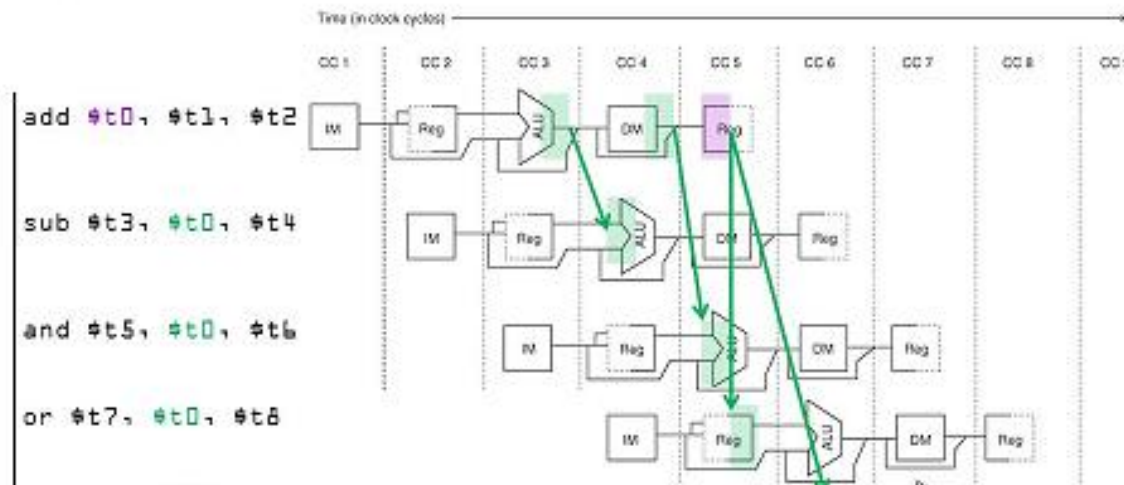 Time (in clock cycles)
CC 1 CC 2 CC 3 CC 4 CC 5 CC 6 CC 7 CC 8 CC
add $t0, $t1, $t2 IM Reg ALU DM Reg
sub $t3, $t0, $t4 IM Reg ALU DM Reg
and $t5, $t0, $t6 IM Reg ALU DM Reg
or $t7, $t0, $t8 IM Reg ALU DM Reg